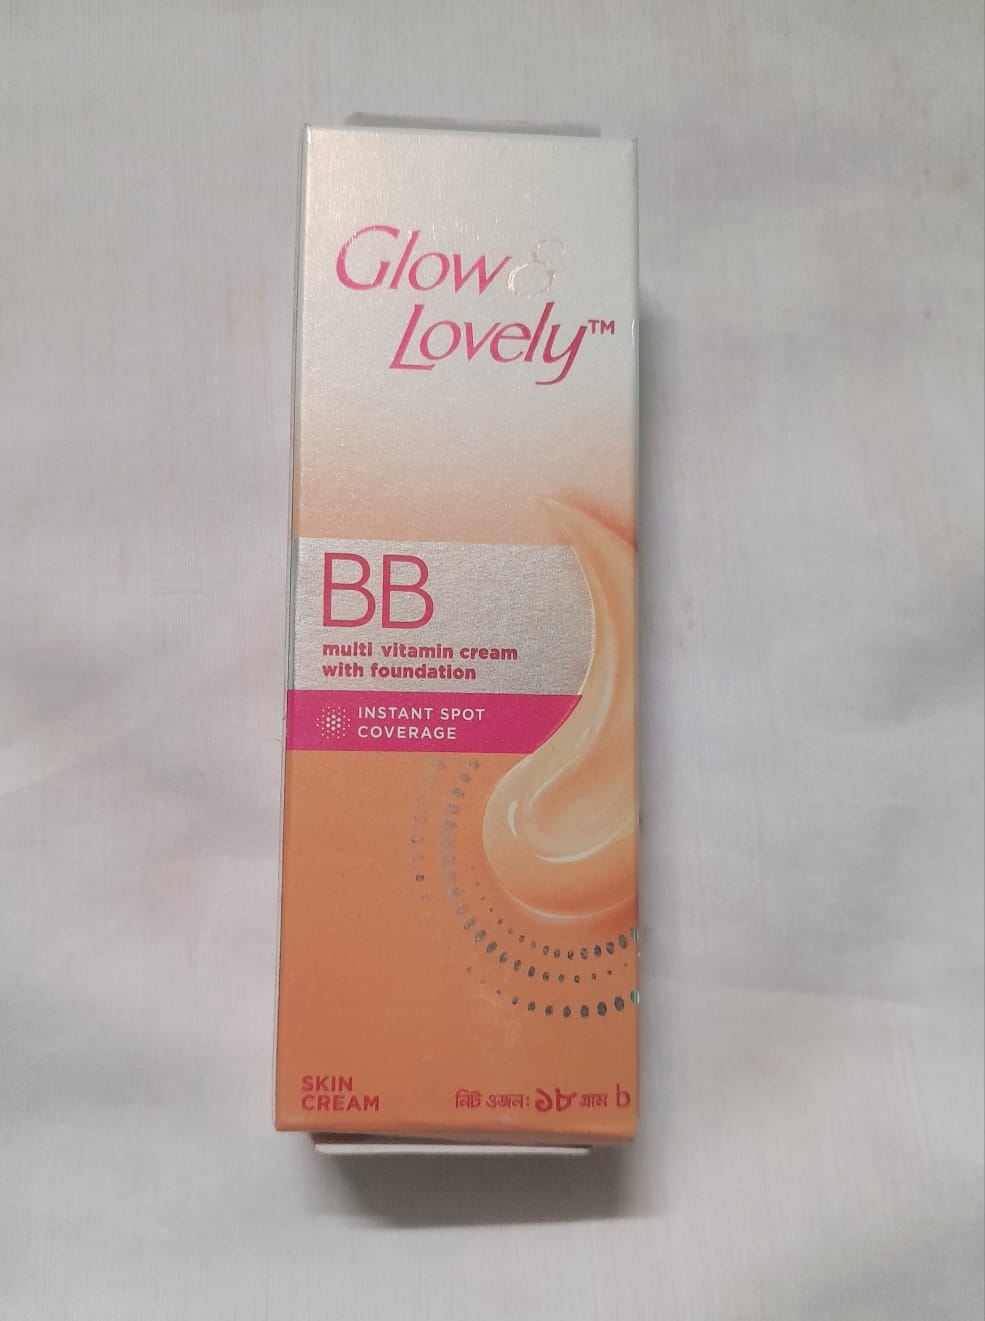 Glow &
Lovely™
BB
multi vitamin cream
with foundation
INSTANT SPOT
COVERAGE
SKIN
CREAM
নিট ওজন: ১৮ গ্রাম b